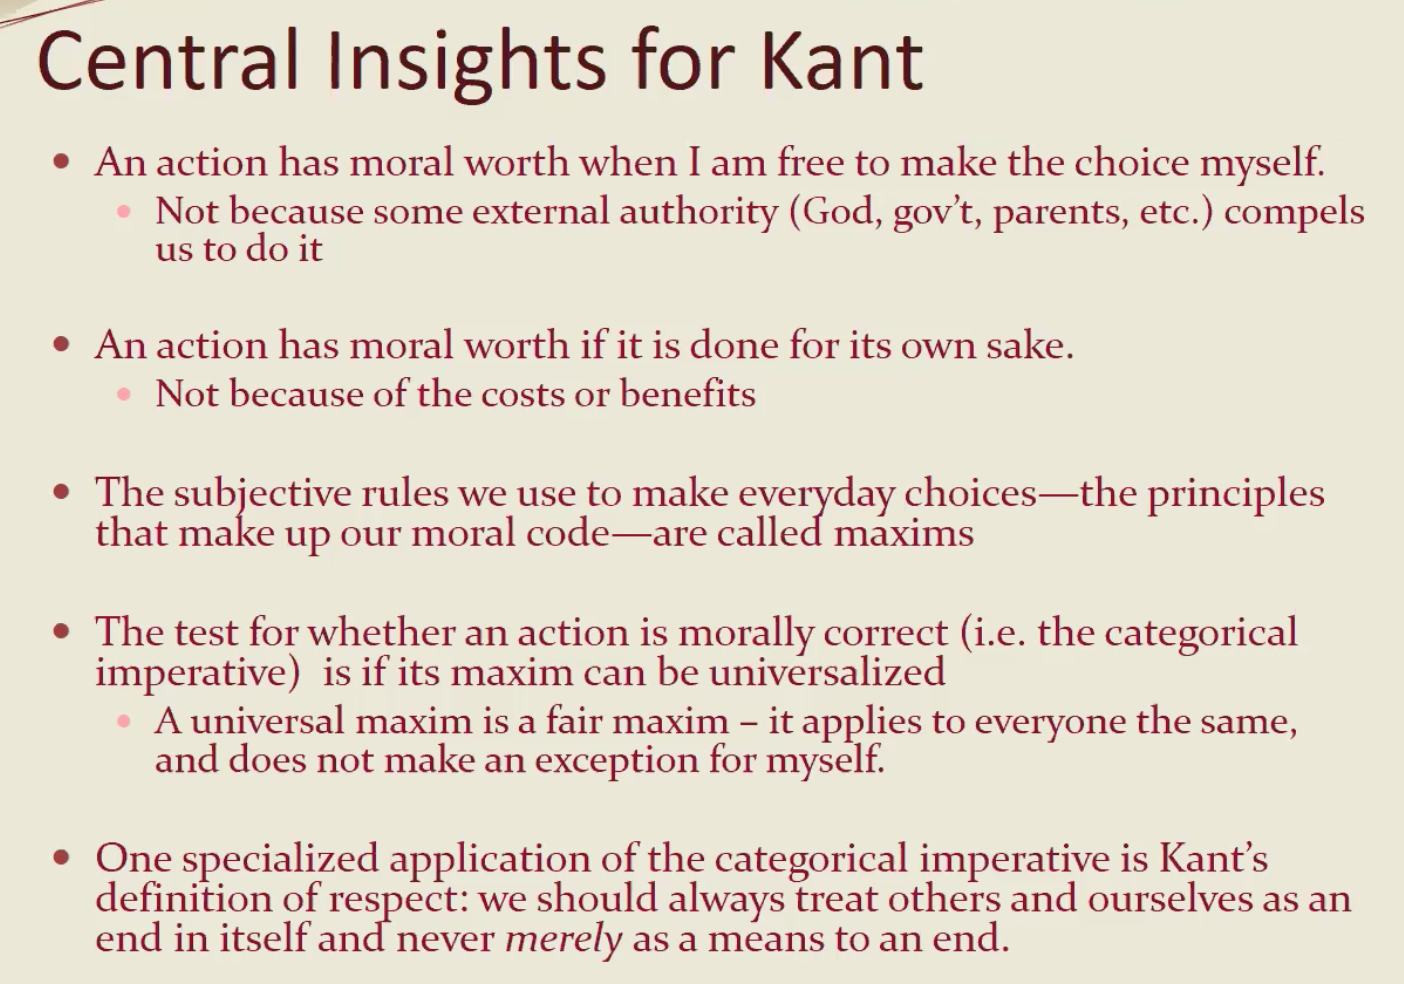 Central Insights for Kant
• An action has moral worth when I am free to make the choice myself.
• Not because some external authority (God, gov't, parents, etc.) compels
us to do it
• An action has moral worth if it is done for its own sake.
• Not because of the costs or benefits
• The subjective rules we use to make everyday choices—the principles
that make up our moral code—are called maxims
• The test for whether an action is morally correct (i.e. the categorical
imperative)  is if its maxim can be universalized
• A universal maxim is a fair maxim – it applies to everyone the same,
and does not make an exception for myself.
• One specialized application of the categorical imperative is Kant's
definition of respect: we should always treat others and ourselves as an
end in itself and never merely as a means to an end.